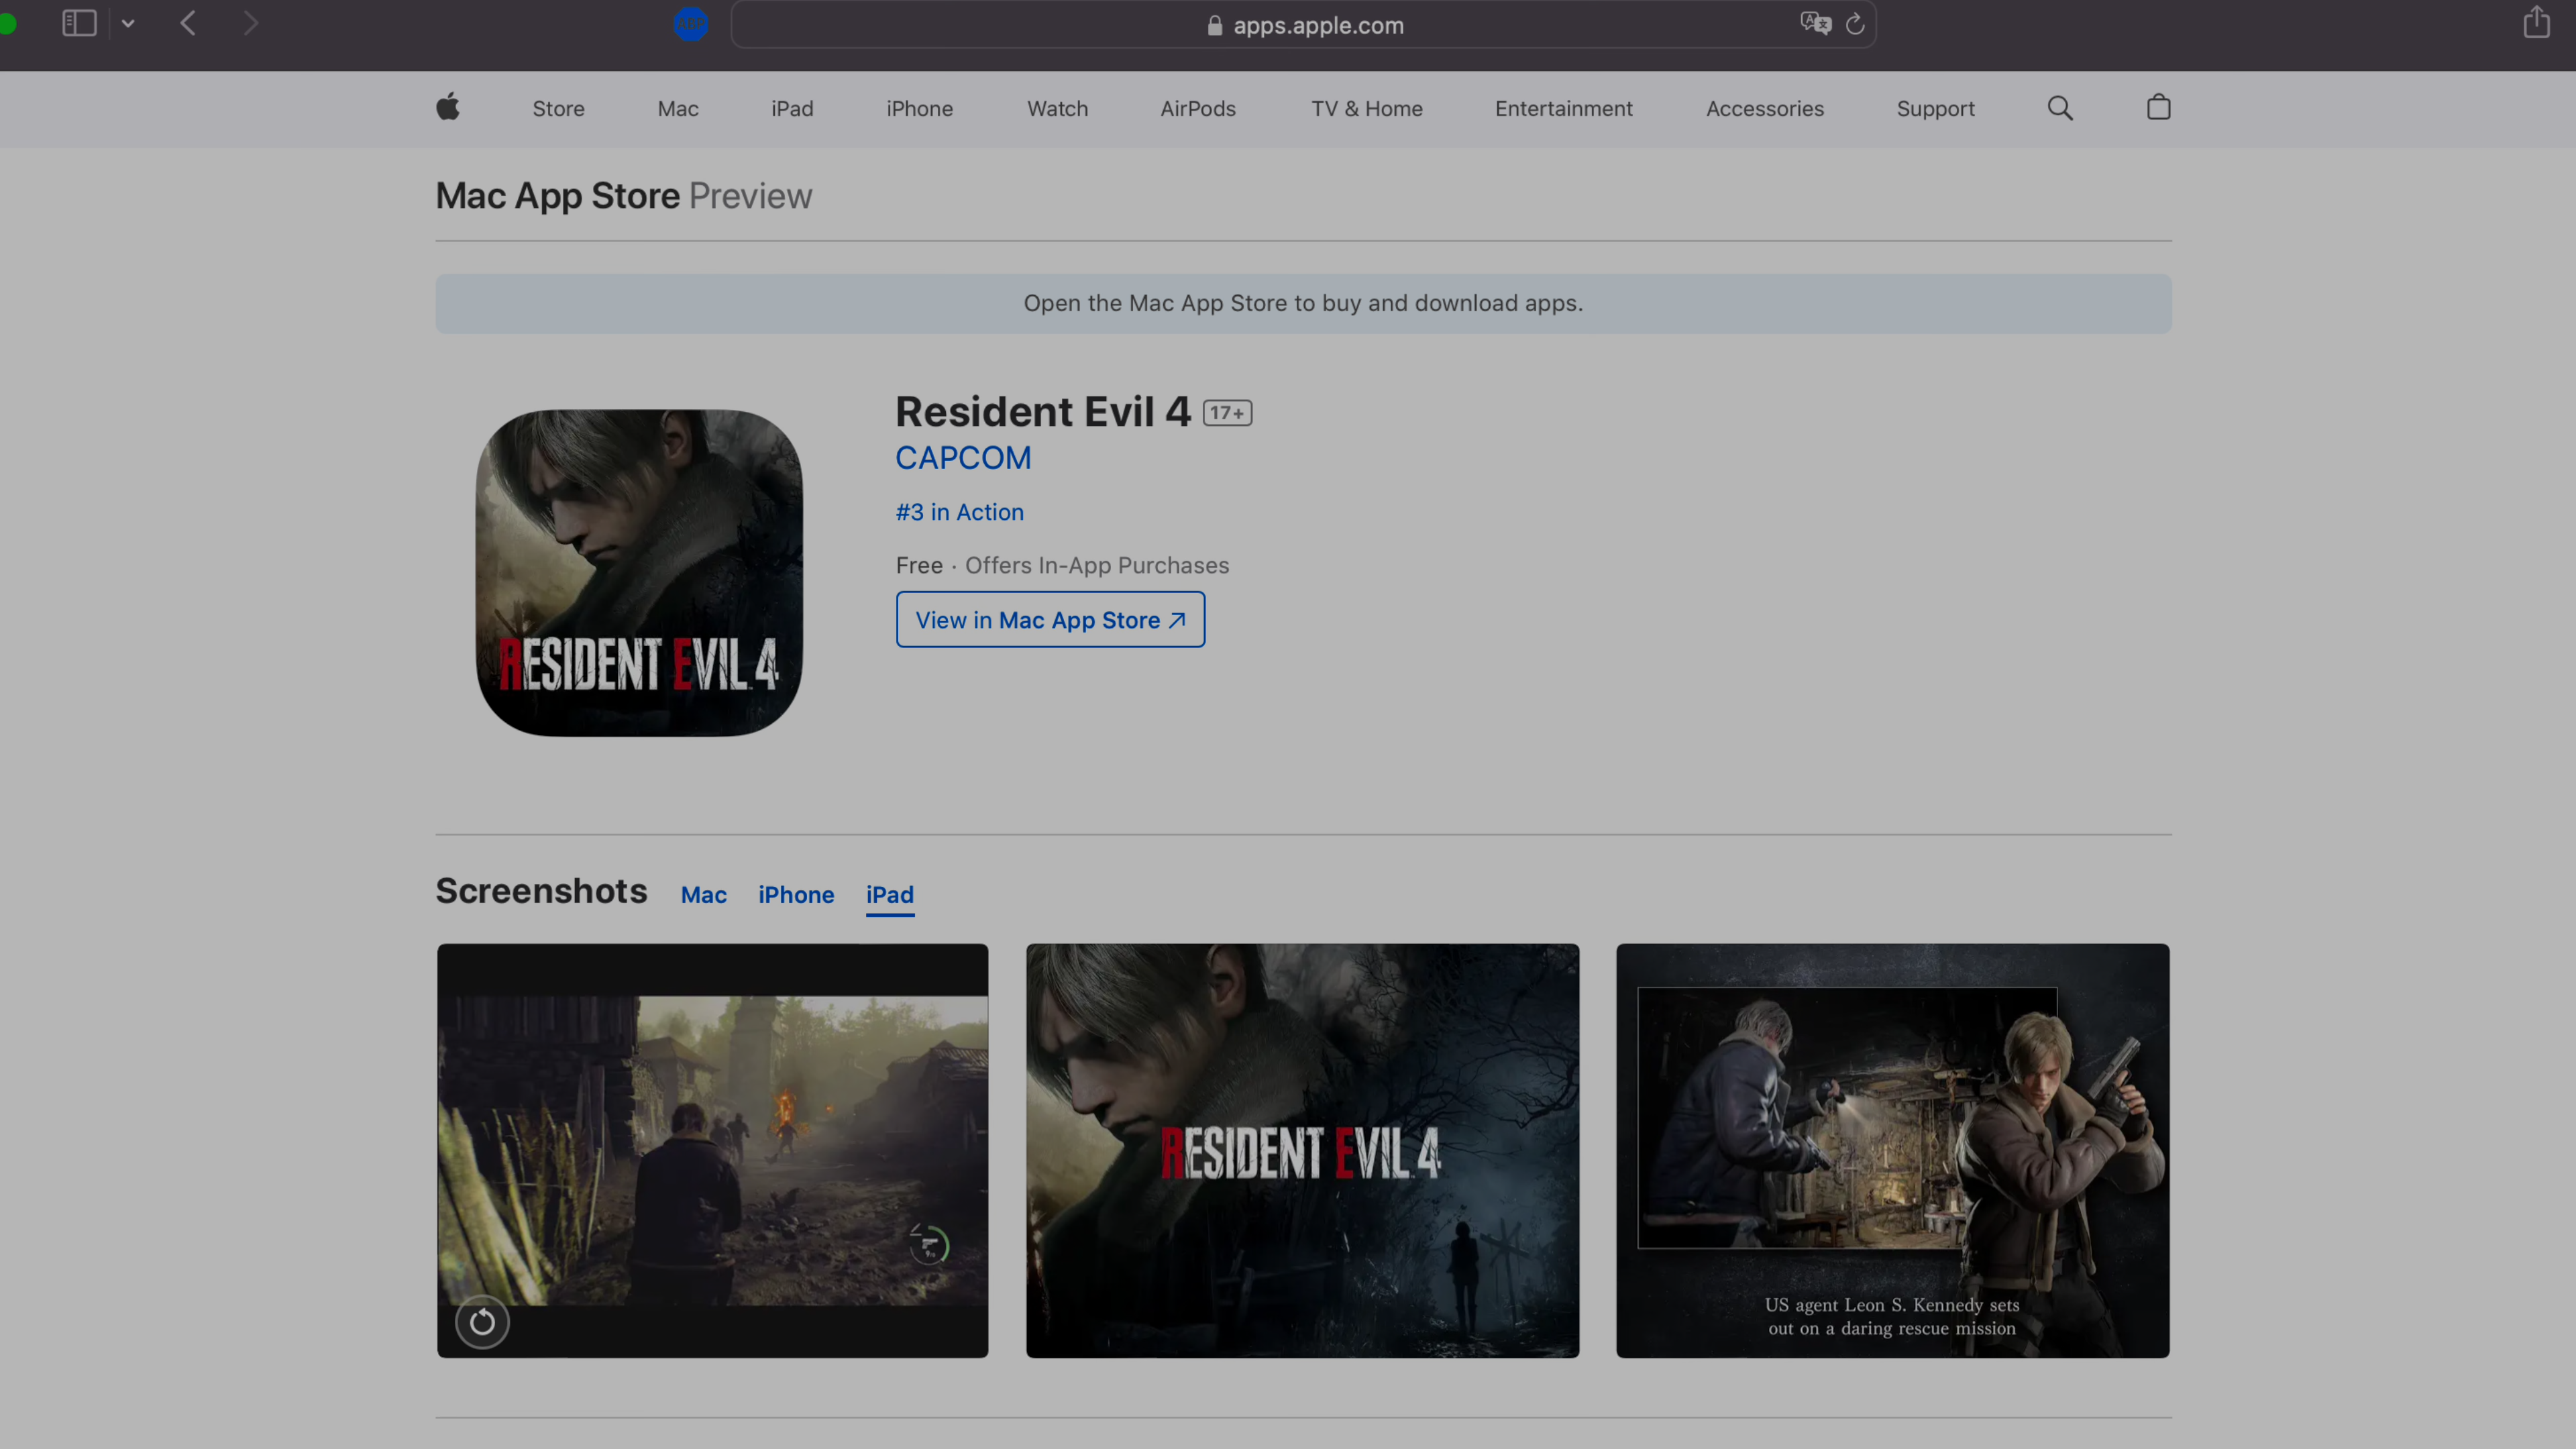 ABP
apps.apple.com
Store
Mac
iPad
iPhone
Watch
AirPods
TV & Home
Entertainment
Accessories
Support
Mac App Store Preview
Open the Mac App Store to buy and download apps.
RESIDENT EVIL 4
Resident Evil 4 17+
CAPCOM
#3 in Action
Free · Offers In-App Purchases
View in Mac App Store
Screenshots
Mac
iPhone
iPad
RESIDENT EVIL 4
US agent Leon S. Kennedy sets
out on a daring rescue mission